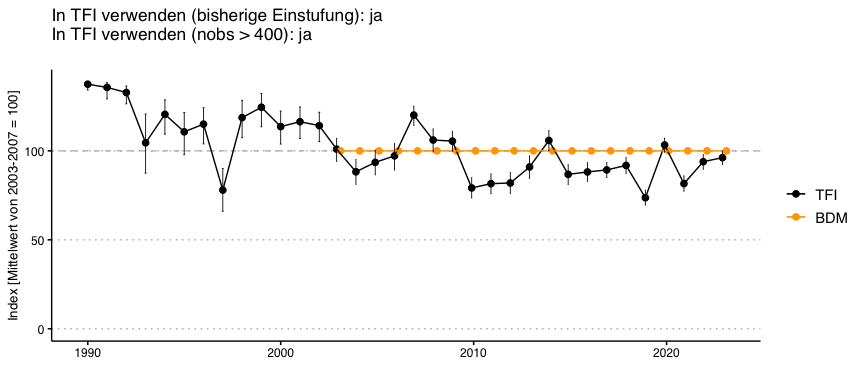 In TFI verwenden (bisherige Einstufung): ja
In TFI verwenden (nobs > 400): ja
Index [Mittelwert von 2003-2007 = 100]
100
50
0
1990
2000
2010
2020
TFI
BDM